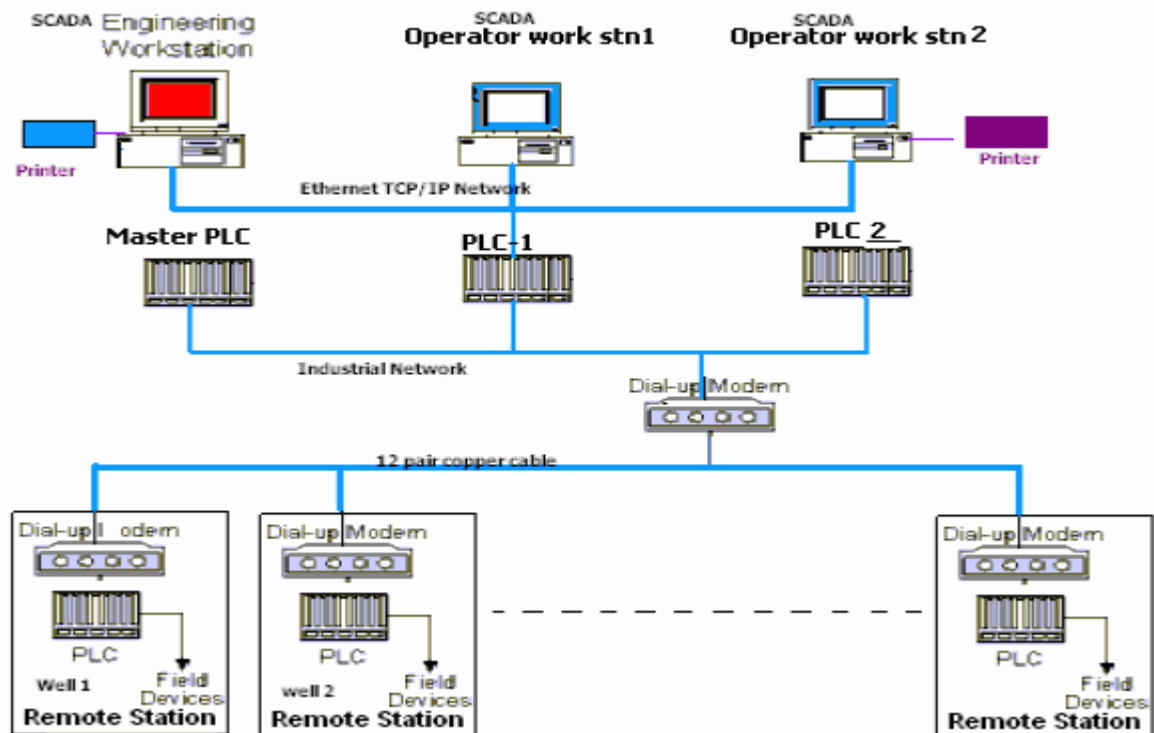 SCADA Engineering
Workstation
SCADA
Operator work stn1
SCADA
Operator work stn 2
Printer
Printer
Ethernet TCP/IP Network
Master PLC
PLC-1
PLC 2
Industrial Network
Dial-up Modem
12 pair copper cable
Dial-up odem
PLC
Well 1
Field
Devices
Remote Station
Dial-up Modem
PLC
well 2
Field
Devices
Remote Station
Dial-up Modem
PLC
Field
Devices
Remote Station